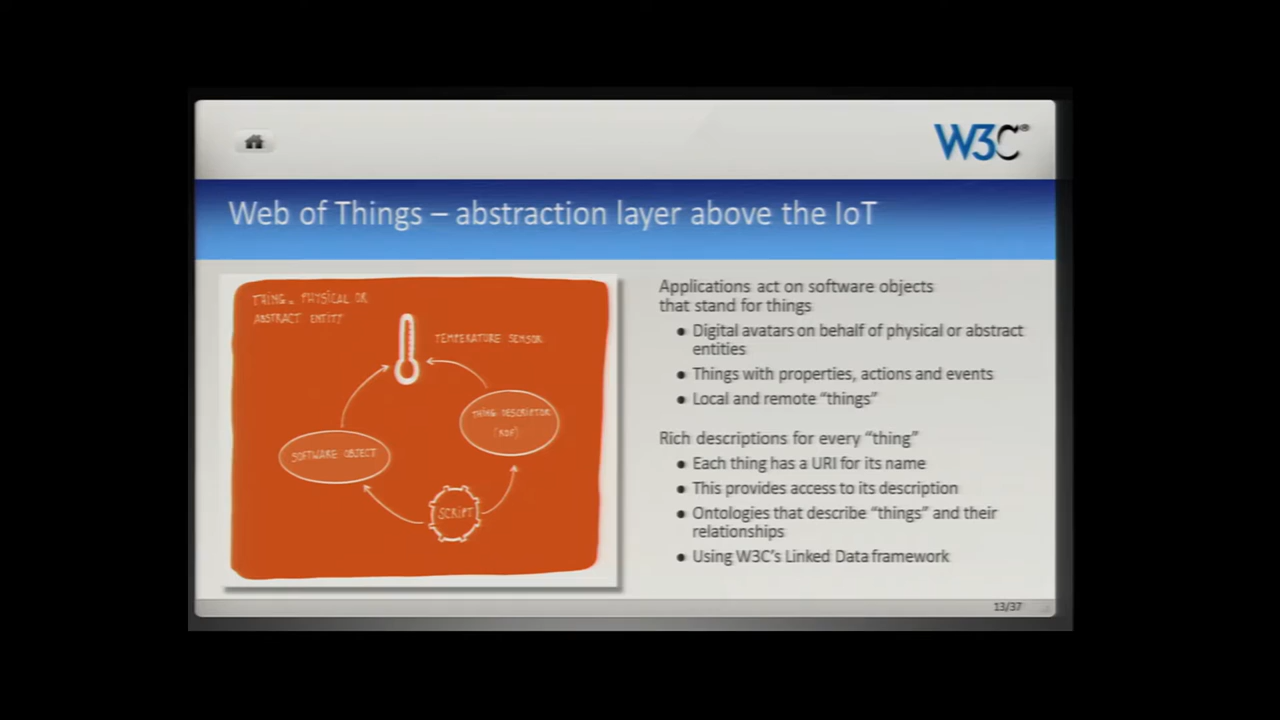 W3C®
Web of Things – abstraction layer above the IoT
THING = PHYSICAL OR
ABSTRACT ENTITY
TEMPERATURE SENSOR
THING DESCRIPTOR
(RDF)
SOFTWARE OBJECT
SCRIPT
Applications act on software objects
that stand for things
● Digital avatars on behalf of physical or abstract
entities
● Things with properties, actions and events
● Local and remote “things”
Rich descriptions for every “thing”
● Each thing has a URI for its name
● This provides access to its description
● Ontologies that describe “things” and their
relationships
● Using W3C's Linked Data framework
13/37